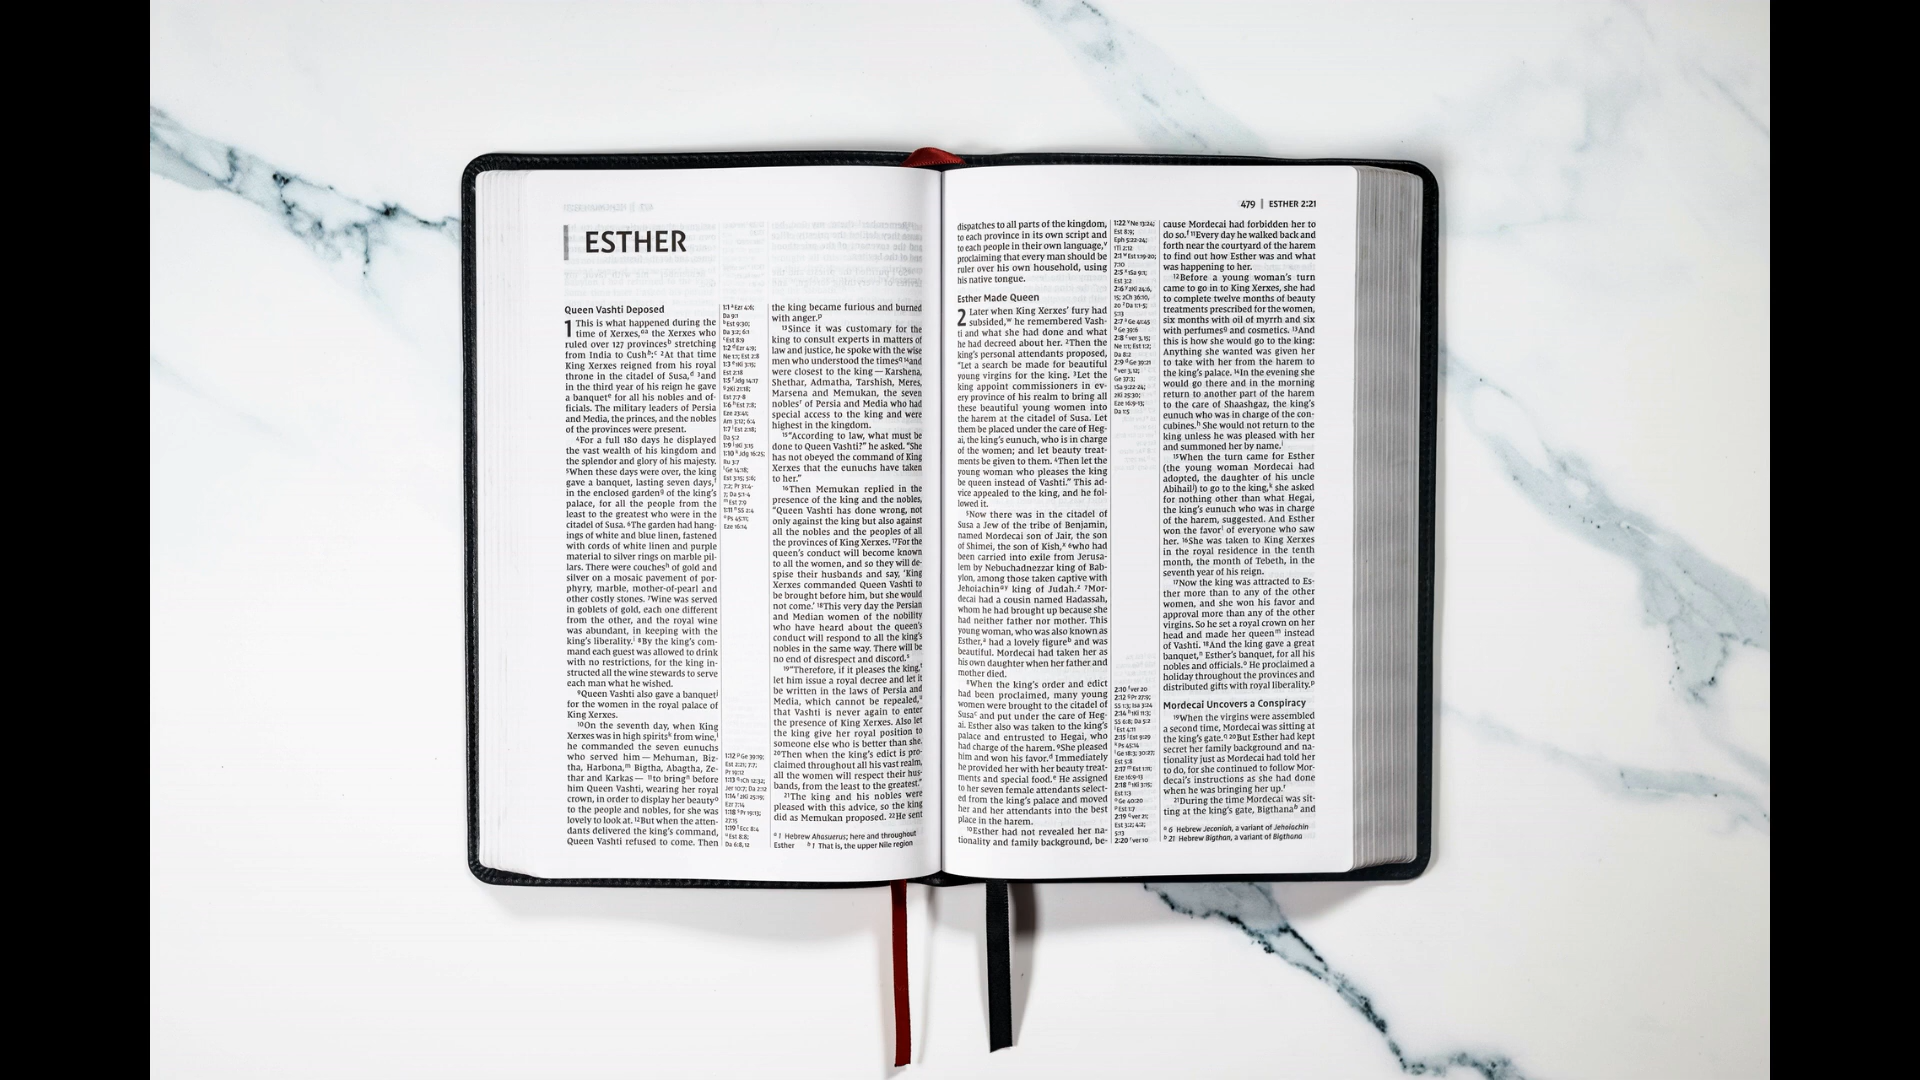 ESTHER
Queen Vashti Deposed
1 This is what happened during the
time of Xerxes,ᵃᵃ the Xerxes who
ruled over 127 provincesᵇ stretching
from India to Cushᵇ:ᶜ ²At that time
King Xerxes reigned from his royal
throne in the citadel of Susa,ᵈ ³and
in the third year of his reign he gave
a banquetᵉ for all his nobles and of-
ficials. The military leaders of Persia
and Media, the princes, and the nobles
of the provinces were present.
⁴For a full 180 days he displayed
the vast wealth of his kingdom and
the splendor and glory of his majesty.
⁵When these days were over, the king
gave a banquet, lasting seven days,ᶠ
in the enclosed gardenᵍ of the king's
palace, for all the people from the
least to the greatest who were in the
citadel of Susa. ⁶The garden had hang-
ings of white and blue linen, fastened
with cords of white linen and purple
material to silver rings on marble pil-
lars. There were couchesʰ of gold and
silver on a mosaic pavement of por-
phyry, marble, mother-of-pearl and
other costly stones. ⁷Wine was served
in goblets of gold, each one different
from the other, and the royal wine
was abundant, in keeping with the
king's liberality.ⁱ ⁸By the king's com-
mand each guest was allowed to drink
with no restrictions, for the king in-
structed all the wine stewards to serve
each man what he wished.
⁹Queen Vashti also gave a banquetʲ
for the women in the royal palace of
King Xerxes.
¹⁰On the seventh day, when King
Xerxes was in high spiritsᵏ from wine,ˡ
he commanded the seven eunuchs
who served him — Mehuman, Biz-
tha, Harbona,ᵐ Bigtha, Abagtha, Ze-
thar and Karkas — ¹¹to bringⁿ before
him Queen Vashti, wearing her royal
crown, in order to display her beautyᵒ
to the people and nobles, for she was
lovely to look at. ¹²But when the atten-
dants delivered the king's command,
Queen Vashti refused to come. Then
the king became furious and burned
with anger.ᵖ
¹³Since it was customary for the
king to consult experts in matters of
law and justice, he spoke with the wise
men who understood the timesᑫ ¹⁴and
were closest to the king — Karshena,
Shethar, Admatha, Tarshish, Meres,
Marsena and Memukan, the seven
noblesʳ of Persia and Media who had
special access to the king and were
highest in the kingdom.
¹⁵"According to law, what must be
done to Queen Vashti?" he asked. "She
has not obeyed the command of King
Xerxes that the eunuchs have taken
to her."
¹⁶Then Memukan replied in the
presence of the king and the nobles,
"Queen Vashti has done wrong, not
only against the king but also against
all the nobles and the peoples of all
the provinces of King Xerxes. ¹⁷For the
queen's conduct will become known
to all the women, and so they will de-
spise their husbands and say, 'King
Xerxes commanded Queen Vashti to
be brought before him, but she would
not come.' ¹⁸This very day the Persian
and Median women of the nobility
who have heard about the queen's
conduct will respond to all the king's
nobles in the same way. There will be
no end of disrespect and discord.ˢ
¹⁹"Therefore, if it pleases the king,ᵗ
let him issue a royal decree and let it
be written in the laws of Persia and
Media, which cannot be repealed,ᵘ
that Vashti is never again to enter
the presence of King Xerxes. Also let
the king give her royal position to
someone else who is better than she.
²⁰Then when the king's edict is pro-
claimed throughout all his vast realm,
all the women will respect their hus-
bands, from the least to the greatest."
²¹The king and his nobles were
pleased with this advice, so the king
did as Memukan proposed. ²²He sent
ᵃ 1 Hebrew Ahasuerus; here and throughout
Esther ᵇ 1 That is, the upper Nile region
479 | ESTHER 2:21
dispatches to all parts of the kingdom,
to each province in its own script and
to each people in their own language,ᵛ
proclaiming that every man should be
ruler over his own household, using
his native tongue.
Esther Made Queen
2 Later when King Xerxes' fury had
subsided,ʷ he remembered Vash-
ti and what she had done and what
he had decreed about her. ²Then the
king's personal attendants proposed,
"Let a search be made for beautiful
young virgins for the king. ³Let the
king appoint commissioners in ev-
ery province of his realm to bring all
these beautiful young women into
the harem at the citadel of Susa. Let
them be placed under the care of Heg-
ai, the king's eunuch, who is in charge
of the women; and let beauty treat-
ments be given to them. ⁴Then let the
young woman who pleases the king
be queen instead of Vashti." This ad-
vice appealed to the king, and he fol-
lowed it.
⁵Now there was in the citadel of
Susa a Jew of the tribe of Benjamin,
named Mordecai son of Jair, the son
of Shimei, the son of Kish,ˣ ⁶who had
been carried into exile from Jerusa-
lem by Nebuchadnezzar king of Bab-
ylon, among those taken captive with
Jehoiachinᵃʸ king of Judah.ᶻ ⁷Mor-
decai had a cousin named Hadassah,
whom he had brought up because she
had neither father nor mother. This
young woman, who was also known as
Esther,ᵃ had a lovely figureᵇ and was
beautiful. Mordecai had taken her as
his own daughter when her father and
mother died.
⁸When the king's order and edict
had been proclaimed, many young
women were brought to the citadel of
Susaᶜ and put under the care of Heg-
ai. Esther also was taken to the king's
palace and entrusted to Hegai, who
had charge of the harem. ⁹She pleased
him and won his favor.ᵈ Immediately
he provided her with her beauty treat-
ments and special food.ᵉ He assigned
to her seven female attendants select-
ed from the king's palace and moved
her and her attendants into the best
place in the harem.
¹⁰Esther had not revealed her na-
tionality and family background, be-
cause Mordecai had forbidden her to
do so.ᶠ ¹¹Every day he walked back and
forth near the courtyard of the harem
to find out how Esther was and what
was happening to her.
¹²Before a young woman's turn
came to go in to King Xerxes, she had
to complete twelve months of beauty
treatments prescribed for the women,
six months with oil of myrrh and six
with perfumesᵍ and cosmetics. ¹³And
this is how she would go to the king:
Anything she wanted was given her
to take with her from the harem to
the king's palace. ¹⁴In the evening she
would go there and in the morning
return to another part of the harem
to the care of Shaashgaz, the king's
eunuch who was in charge of the con-
cubines.ʰ She would not return to the
king unless he was pleased with her
and summoned her by name.ⁱ
¹⁵When the turn came for Esther
(the young woman Mordecai had
adopted, the daughter of his uncle
Abihailʲ) to go to the king,ᵏ she asked
for nothing other than what Hegai,
the king's eunuch who was in charge
of the harem, suggested. And Esther
won the favorˡ of everyone who saw
her. ¹⁶She was taken to King Xerxes
in the royal residence in the tenth
month, the month of Tebeth, in the
seventh year of his reign.
¹⁷Now the king was attracted to Es-
ther more than to any of the other
women, and she won his favor and
approval more than any of the other
virgins. So he set a royal crown on her
head and made her queenᵐ instead
of Vashti. ¹⁸And the king gave a great
banquet,ⁿ Esther's banquet, for all his
nobles and officials.ᵒ He proclaimed a
holiday throughout the provinces and
distributed gifts with royal liberality.ᵖ
Mordecai Uncovers a Conspiracy
¹⁹When the virgins were assembled
a second time, Mordecai was sitting at
the king's gate.ᑫ ²⁰But Esther had kept
secret her family background and na-
tionality just as Mordecai had told her
to do, for she continued to follow Mor-
decai's instructions as she had done
when he was bringing her up.ʳ
²¹During the time Mordecai was sit-
ting at the king's gate, Bigthanaᵇ and
ᵃ 6 Hebrew Jeconiah, a variant of Jehoiachin
ᵇ 21 Hebrew Bigthan, a variant of Bigthana